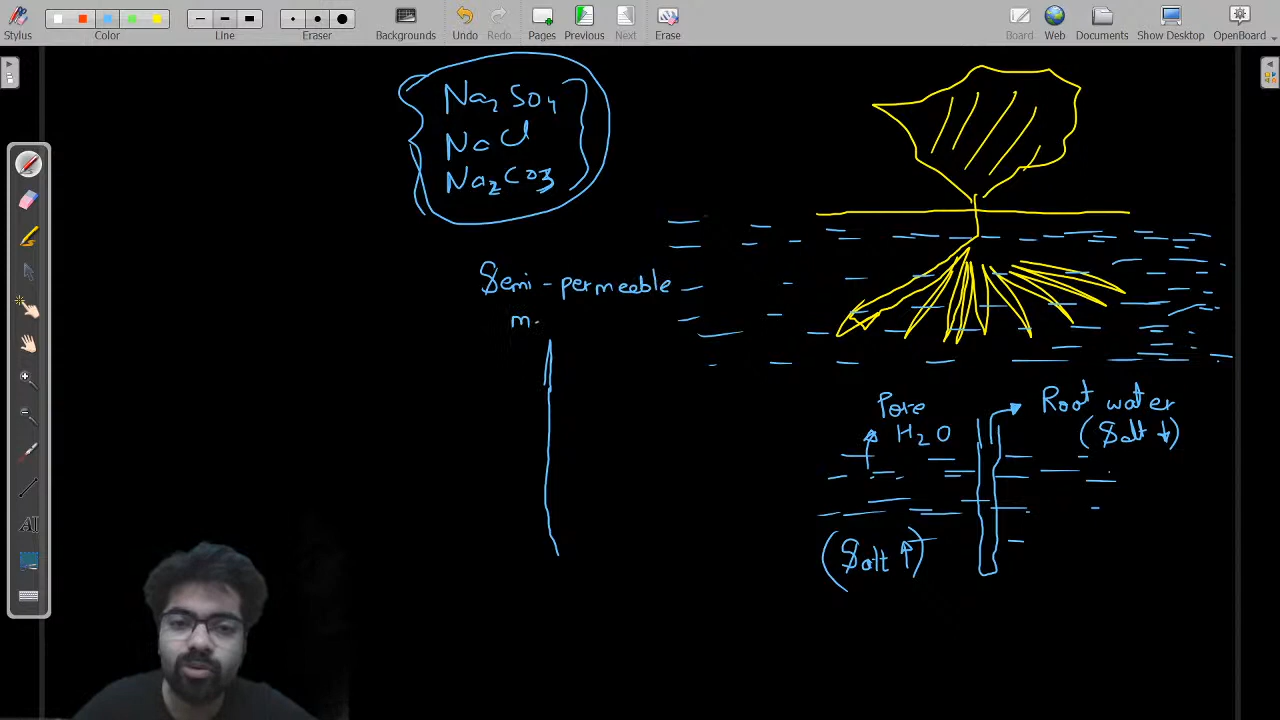 Stylus
Color
Line
Eraser
Backgrounds
Undo
Redo
Pages
Previous
Next
Erase
Board
Web
Documents
Show Desktop
OpenBoard
Na2SO4
NaCl
Na2CO3
Semi-permeable
m.
Pore
H2O
Root water
(Salt ↓)
(Salt ↑)